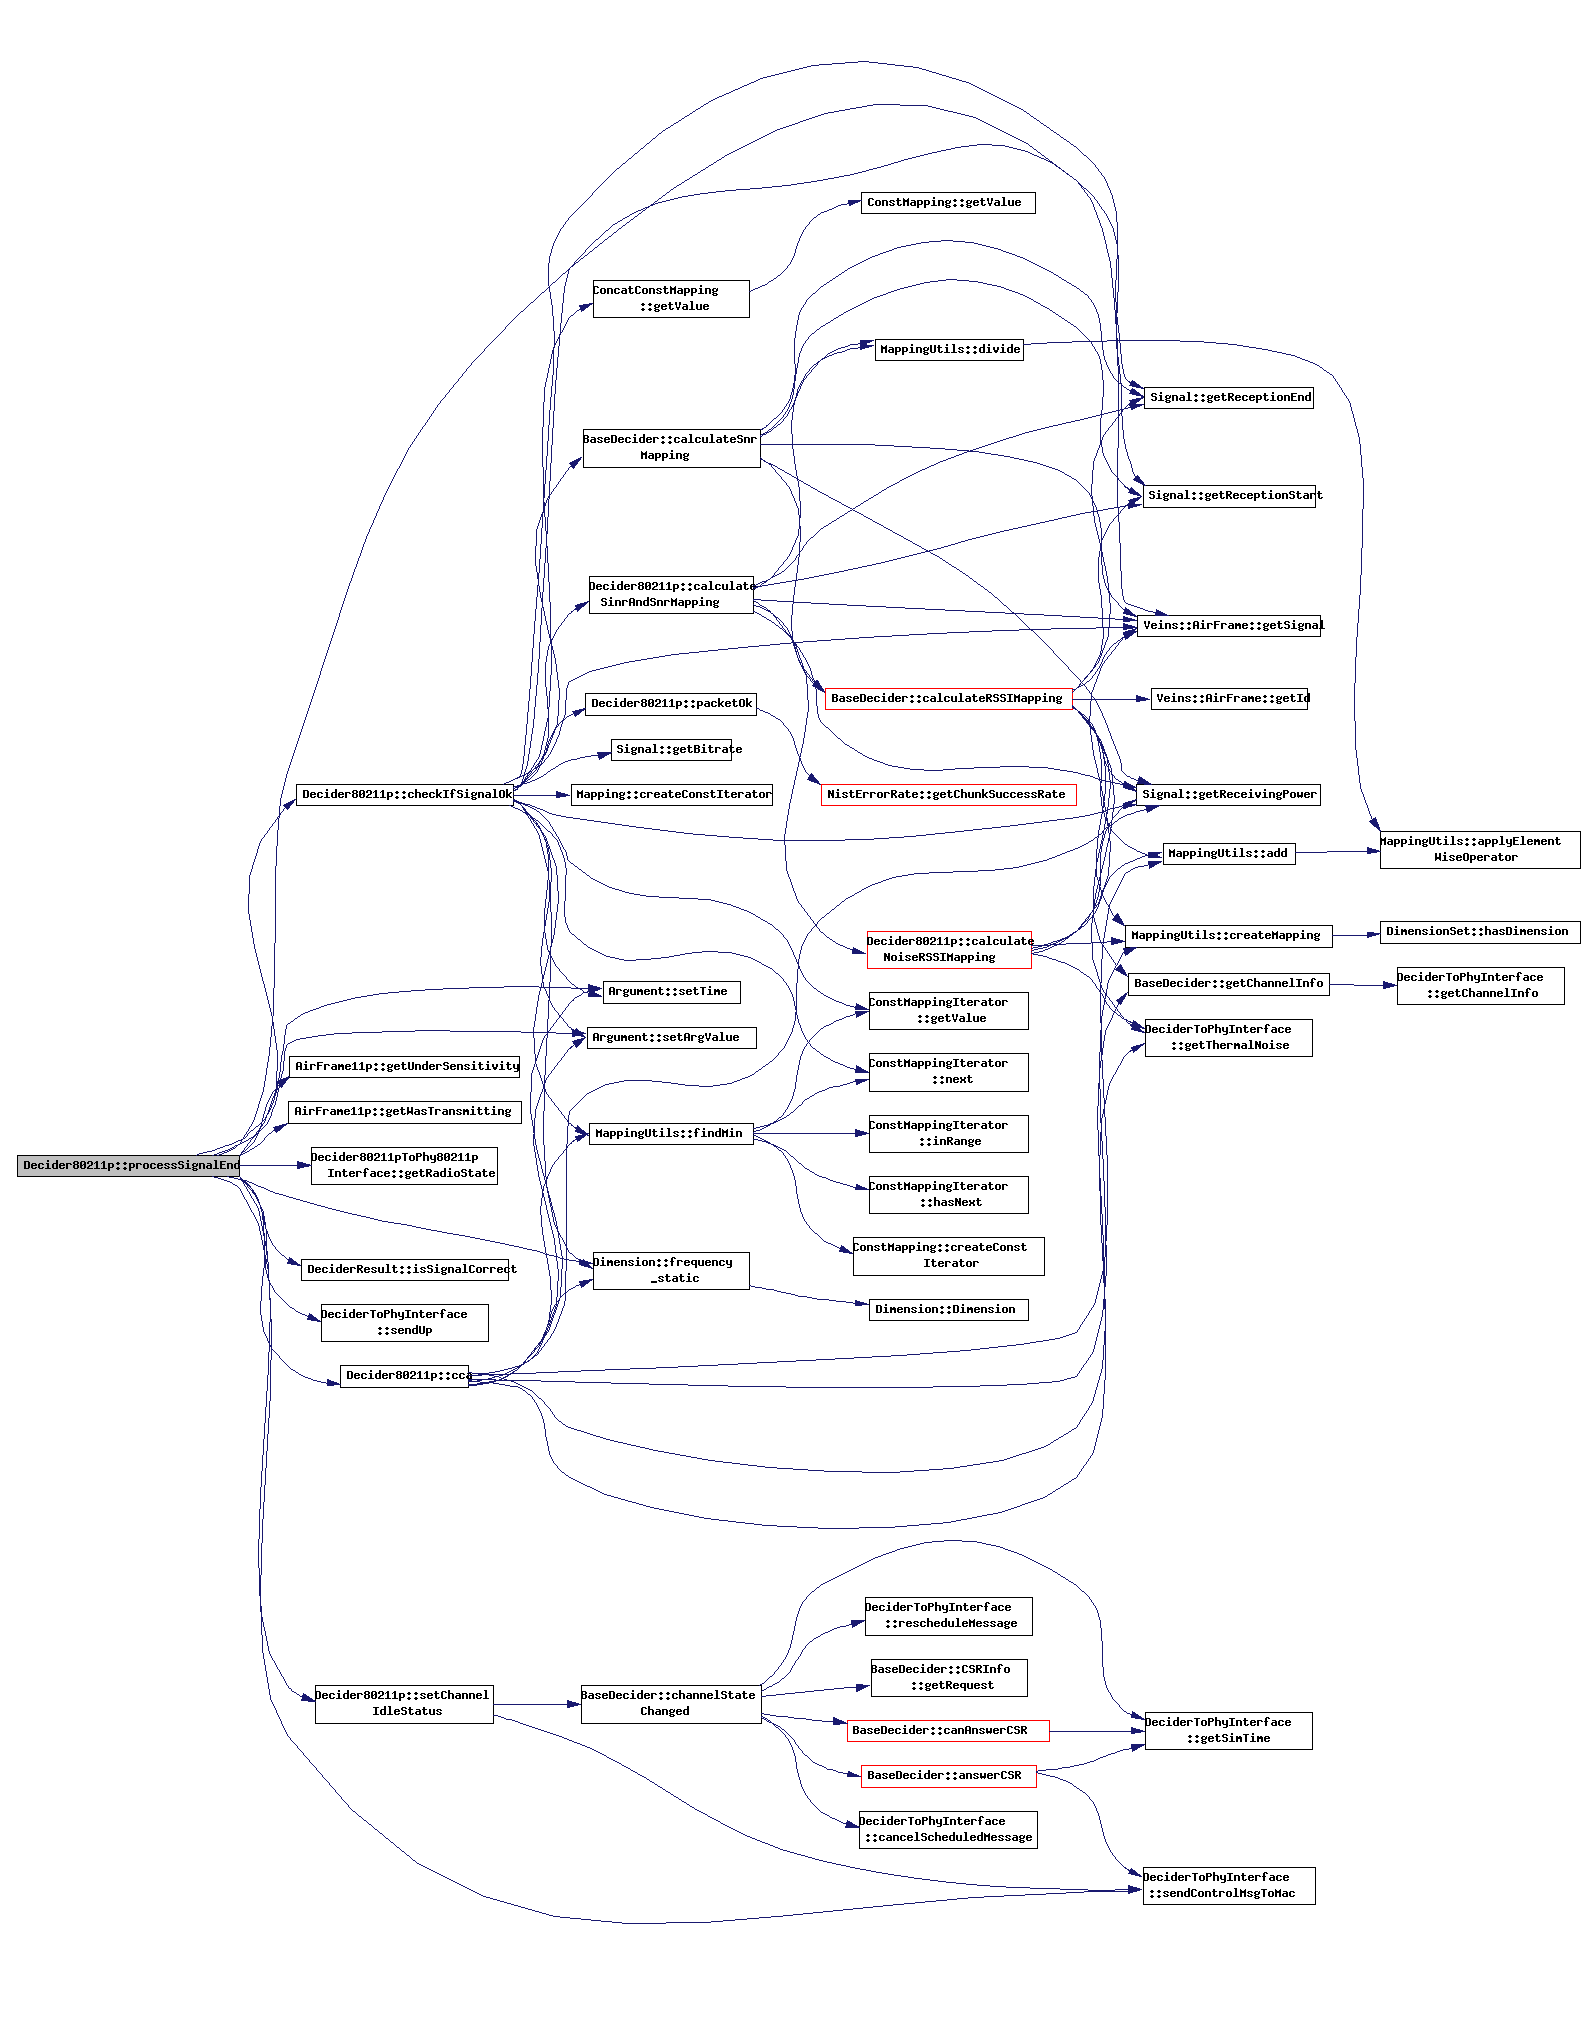 ConstMapping::getValue
ConcatConstMapping
::getValue
MappingUtils::divide
Signal::getReceptionEnd
BaseDecider::calculateSnr
Mapping
Signal::getReceptionStart
Decider80211p::calculate
SinrAndSnrMapping
Veins::AirFrame::getSignal
BaseDecider::calculateRSSIMapping
Veins::AirFrame::getId
Decider80211p::packetOk
Signal::getBitrate
Decider80211p::checkIfSignalOk
Mapping::createConstIterator
NistErrorRate::getChunkSuccessRate
Signal::getReceivingPower
MappingUtils::add
MappingUtils::applyElement
WiseOperator
Decider80211p::calculate
NoiseRSSIMapping
MappingUtils::createMapping
DimensionSet::hasDimension
BaseDecider::getChannelInfo
DeciderToPhyInterface
::getChannelInfo
Argument::setTime
ConstMappingIterator
::getValue
Argument::setArgValue
DeciderToPhyInterface
::getThermalNoise
AirFrame11p::getUnderSensitivity
ConstMappingIterator
::next
AirFrame11p::getWasTransmitting
MappingUtils::findMin
ConstMappingIterator
::inRange
Decider80211p::processSignalEnd
Decider80211pToPhy80211p
Interface::getRadioState
ConstMappingIterator
::hasNext
DeciderResult::isSignalCorrect
Dimension::frequency
_static
ConstMapping::createConst
Iterator
Dimension::Dimension
DeciderToPhyInterface
::sendUp
Decider80211p::cca
DeciderToPhyInterface
::rescheduleMessage
BaseDecider::CSRInfo
::getRequest
Decider80211p::setChannel
IdleStatus
BaseDecider::channelState
Changed
BaseDecider::canAnswerCSR
DeciderToPhyInterface
::getSimTime
BaseDecider::answerCSR
DeciderToPhyInterface
::cancelScheduledMessage
DeciderToPhyInterface
::sendControlMsgToMac